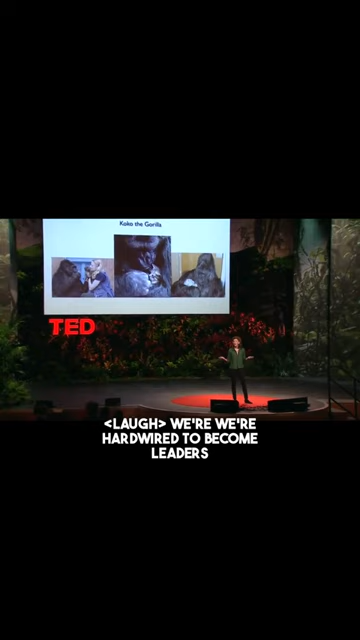 Koko the Gorilla
TED
<LAUGH> WE'RE WE'RE
HARDWIRED TO BECOME
LEADERS